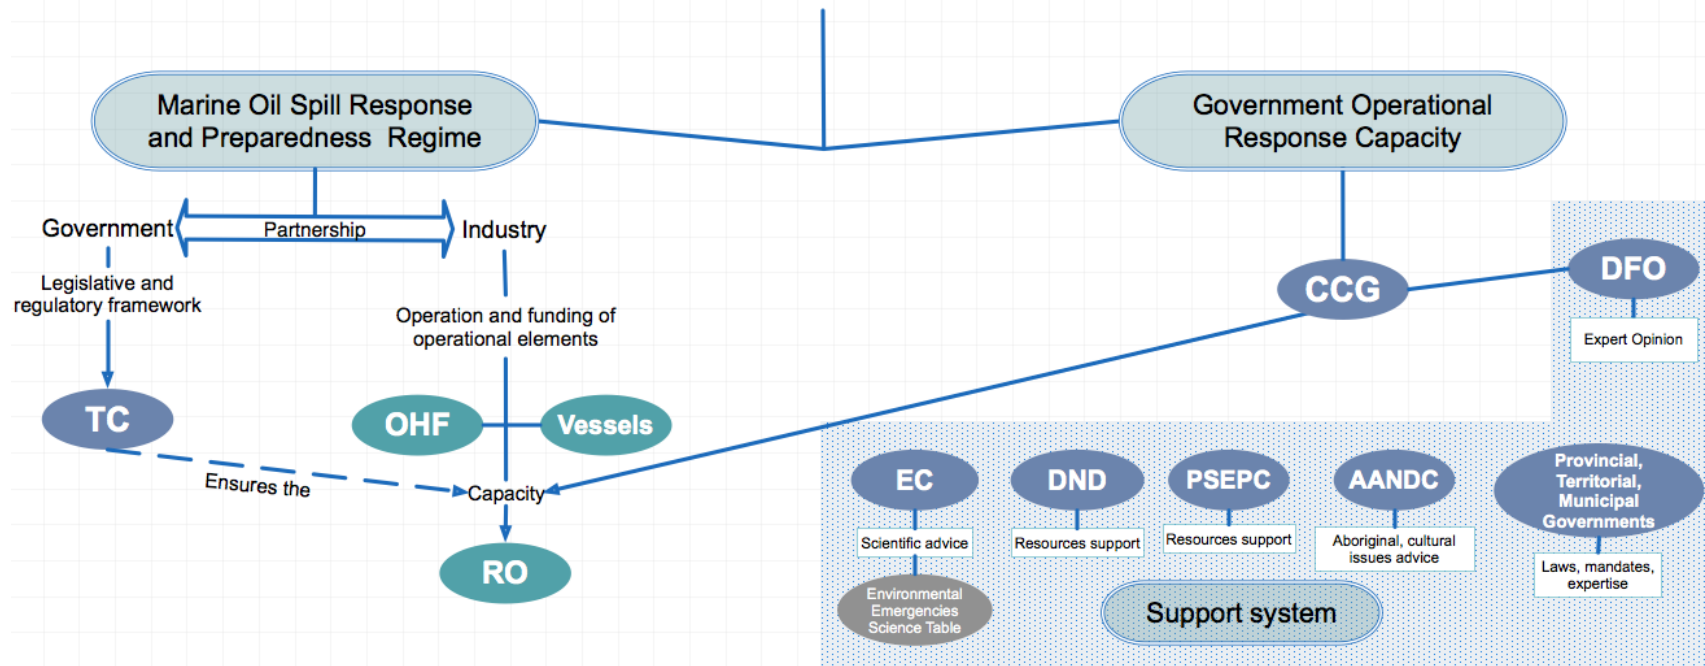 Marine Oil Spill Response
and Preparedness Regime
Government Operational
Response Capacity
Government
Partnership
Industry
Legislative and
regulatory framework
Operation and funding of
operational elements
CCG
DFO
Expert Opinion
TC
OHF
Vessels
Ensures the
Capacity
RO
EC
Scientific advice
Environmental
Emergencies
Science Table
DND
Resources support
PSEPC
Resources support
AANDC
Aboriginal, cultural
issues advice
Provincial,
Territorial,
Municipal
Governments
Laws, mandates,
expertise
Support system